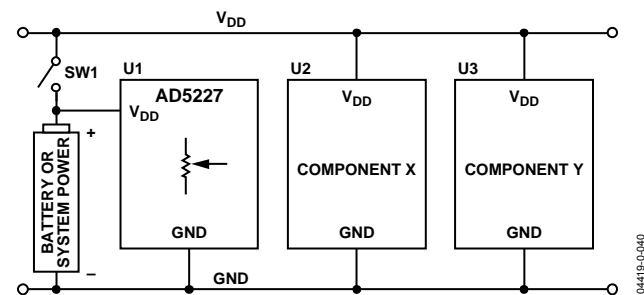 VDD
SW1
U1
AD5227
VDD
GND
U2
VDD
COMPONENT X
GND
U3
VDD
COMPONENT Y
GND
+
BATTERY OR
SYSTEM POWER
–
GND
04419-0-040